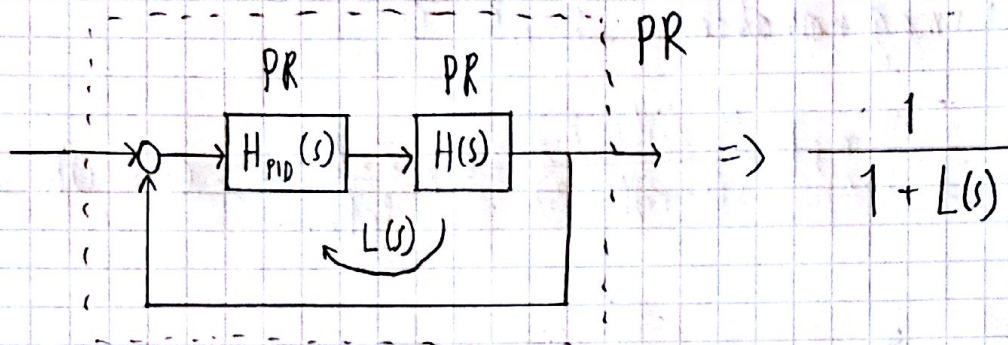 PR
PR PR
H_PID(s) H(s) => 1 / (1 + L(s))
L(s)